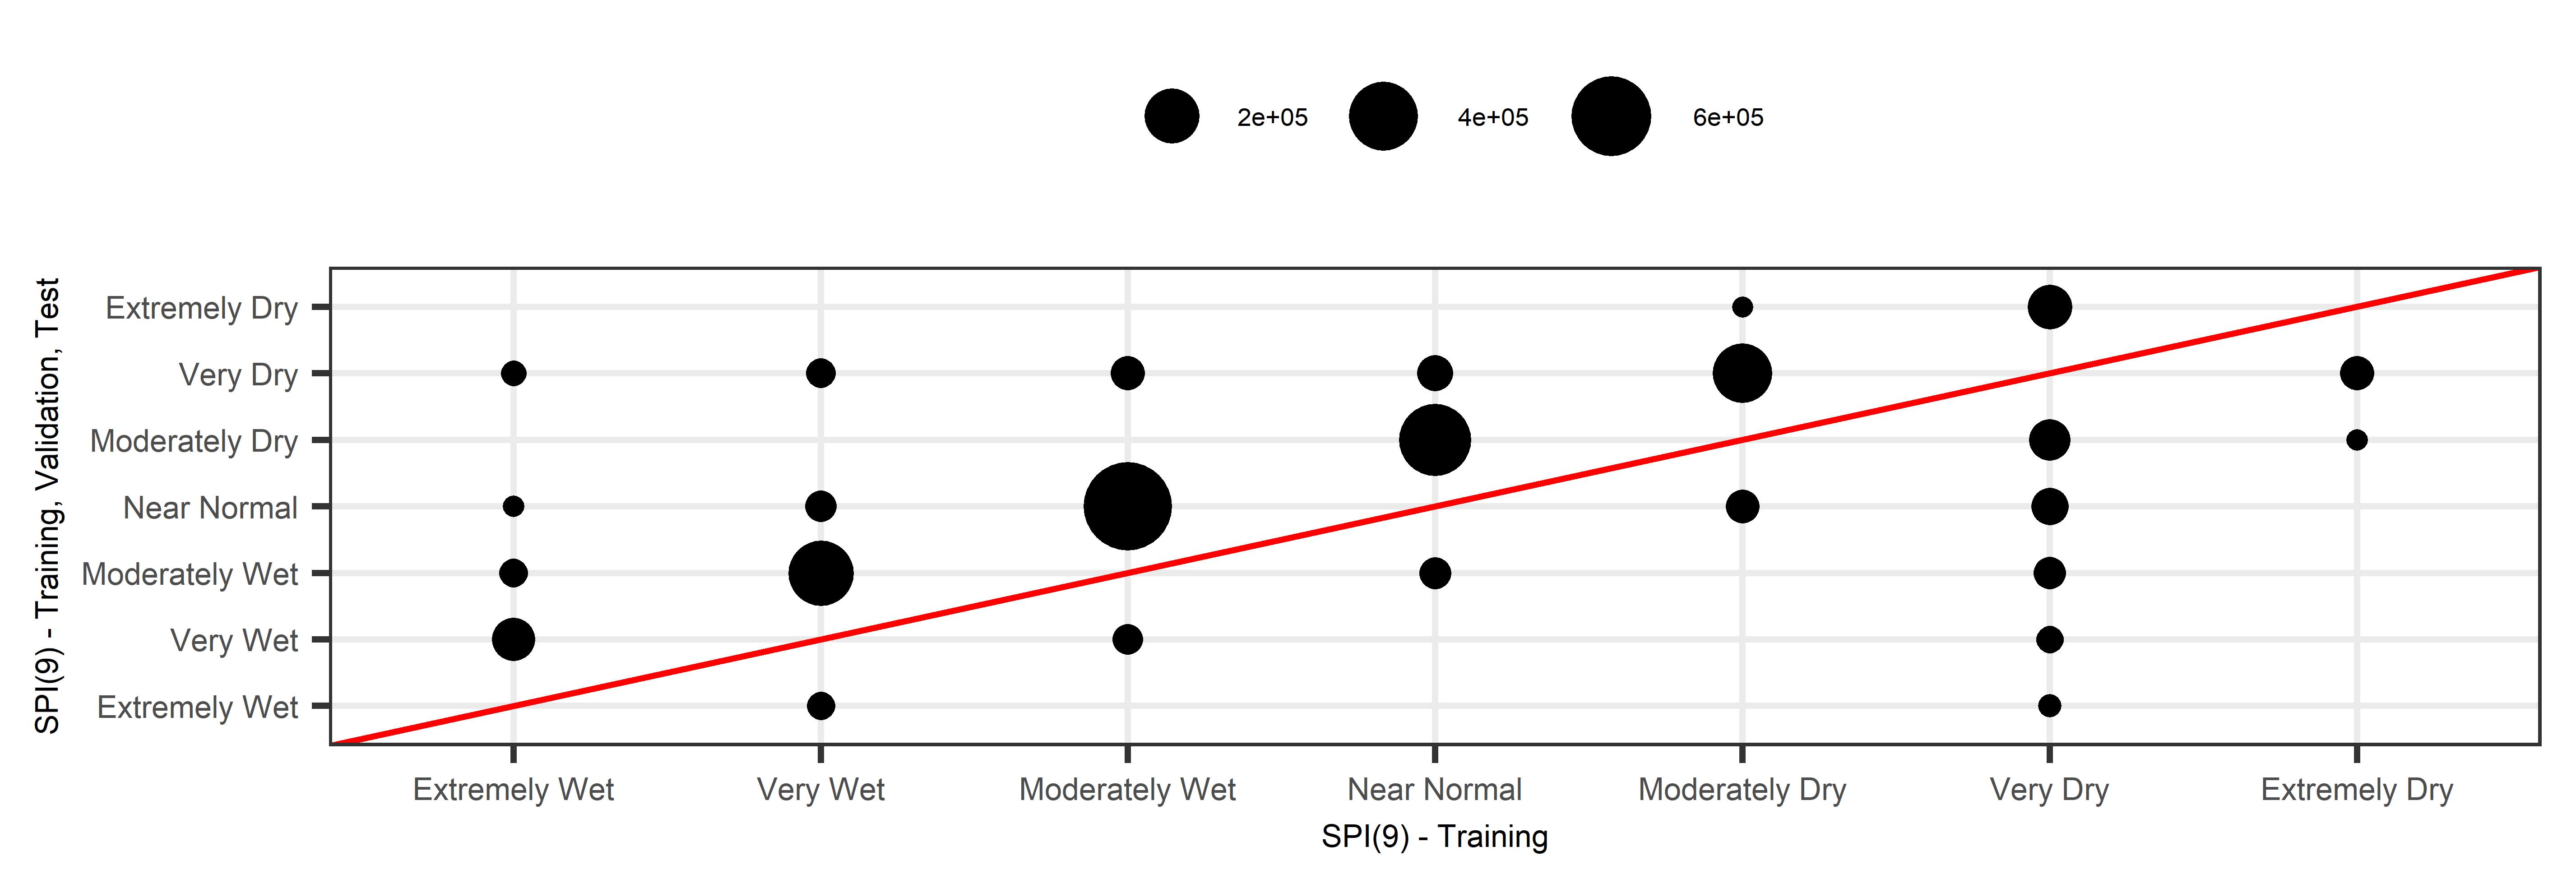 2e+05 4e+05 6e+05
SPI(9) - Training, Validation, Test
Extremely Dry
Very Dry
Moderately Dry
Near Normal
Moderately Wet
Very Wet
Extremely Wet
Extremely Wet Very Wet Moderately Wet Near Normal Moderately Dry Very Dry Extremely Dry
SPI(9) - Training